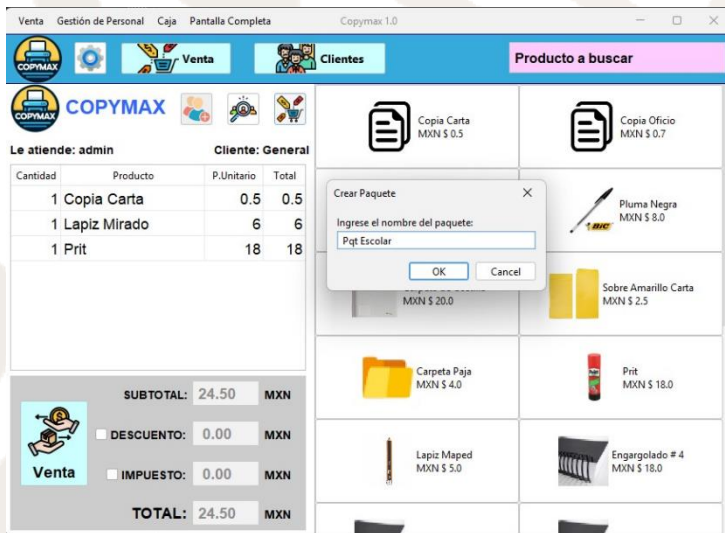 Venta Gestión de Personal Caja Pantalla Completa Copymax 1.0
COPYMAX Venta Clientes Producto a buscar
COPYMAX COPYMAX
Le atiende: admin Cliente: General
Cantidad Producto P.Unitario Total
1 Copia Carta 0.5 0.5
1 Lapiz Mirado 6 6
1 Prit 18 18
SUBTOTAL: 24.50 MXN
DESCUENTO: 0.00 MXN
Venta
IMPUESTO: 0.00 MXN
TOTAL: 24.50 MXN
Copia Carta
MXN $ 0.5
Copia Oficio
MXN $ 0.7
Crear Paquete
Ingrese el nombre del paquete:
Pqt Escolar
OK Cancel
Pluma Negra
MXN $ 8.0
BIC
MXN $ 20.0
Sobre Amarillo Carta
MXN $ 2.5
Carpeta Paja
MXN $ 4.0
Prit
MXN $ 18.0
Lapiz Maped
MXN $ 5.0
Engargolado # 4
MXN $ 18.0